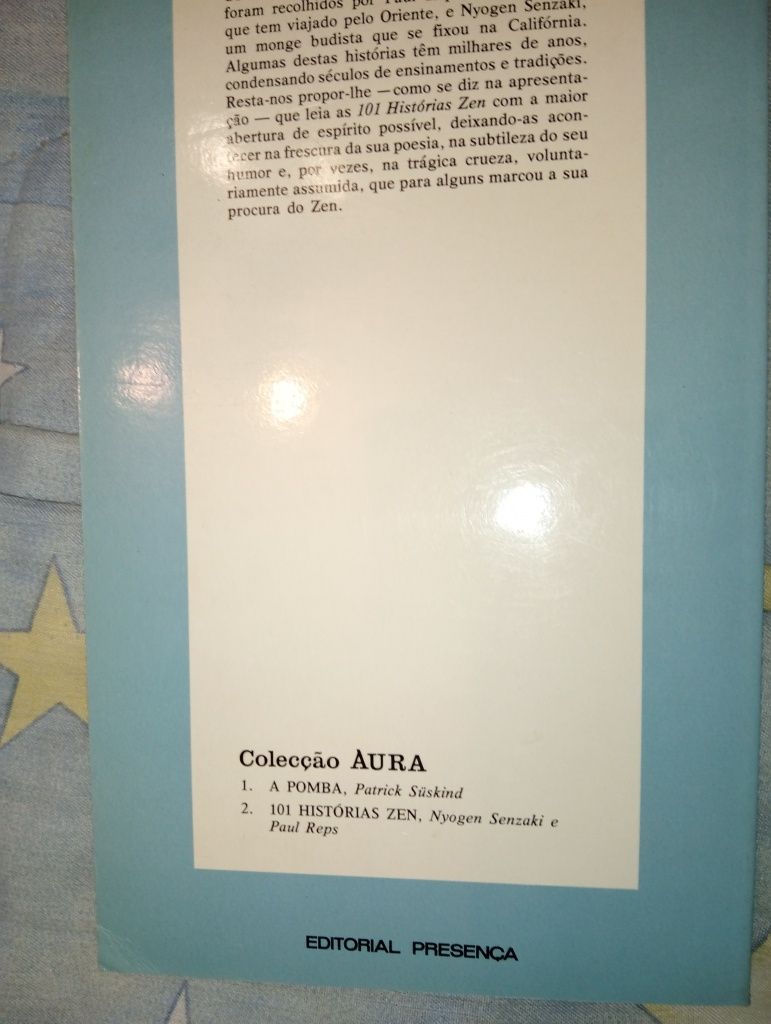 foram recolhidos por Paul
que tem viajado pelo Oriente, e Nyogen Senzaki,
um monge budista que se fixou na Califórnia.
Algumas destas histórias têm milhares de anos,
condensando séculos de ensinamentos e tradições.
Resta-nos propor-lhe — como se diz na apresenta-
ção — que leia as 101 Histórias Zen com a maior
abertura de espírito possível, deixando-as acon-
tecer na frescura da sua poesia, na subtileza do seu
humor e, por vezes, na trágica crueza, volunta-
riamente assumida, que para alguns marcou a sua
procura do Zen.
Colecção AURA
1. A POMBA, Patrick Süskind
2. 101 HISTÓRIAS ZEN, Nyogen Senzaki e
Paul Reps
EDITORIAL PRESENÇA